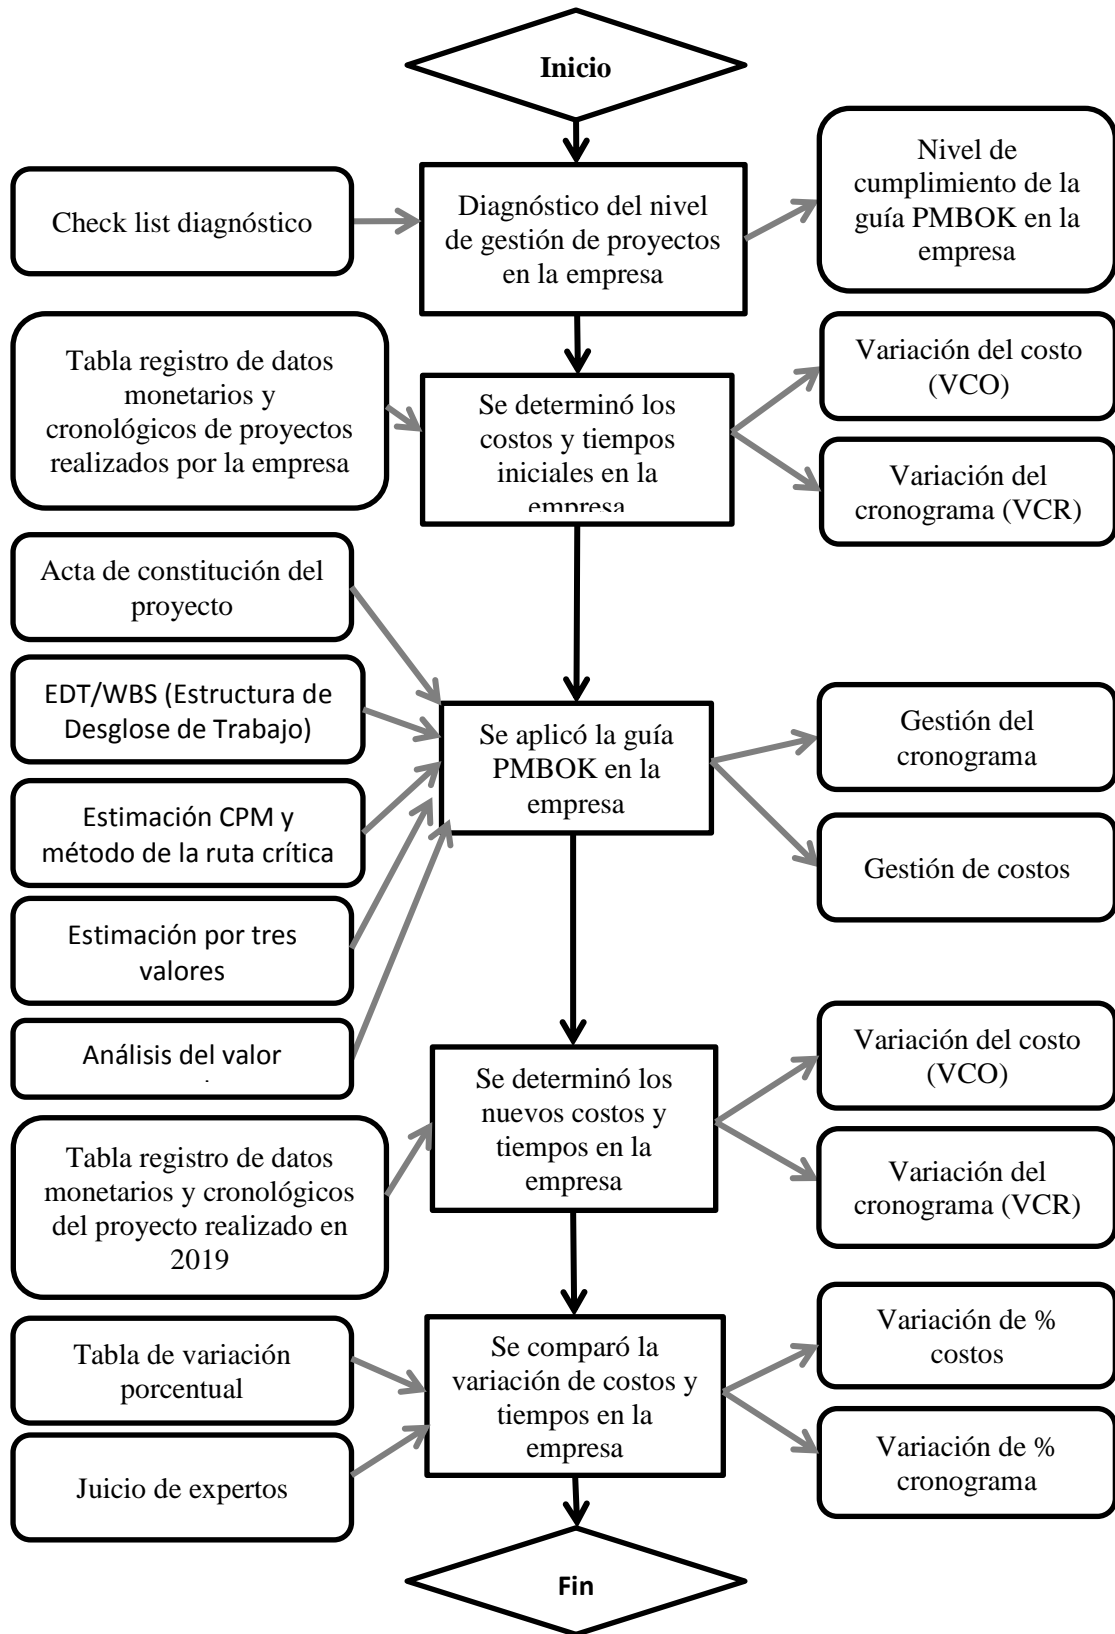 Inicio
Check list diagnóstico
Diagnóstico del nivel
de gestión de proyectos
en la empresa
Nivel de
cumplimiento de la
guía PMBOK en la
empresa
Tabla registro de datos
monetarios y
cronológicos de proyectos
realizados por la empresa
Se determinó los
costos y tiempos
iniciales en la
empresa
Variación del costo
(VCO)
Variación del
cronograma (VCR)
Acta de constitución del
proyecto
EDT/WBS (Estructura de
Desglose de Trabajo)
Estimación CPM y
método de la ruta crítica
Estimación por tres
valores
Análisis del valor
Se aplicó la guía
PMBOK en la
empresa
Gestión del
cronograma
Gestión de costos
Tabla registro de datos
monetarios y cronológicos
del proyecto realizado en
2019
Se determinó los
nuevos costos y
tiempos en la
empresa
Variación del costo
(VCO)
Variación del
cronograma (VCR)
Tabla de variación
porcentual
Juicio de expertos
Se comparó la
variación de costos y
tiempos en la
empresa
Variación de %
costos
Variación de %
cronograma
Fin